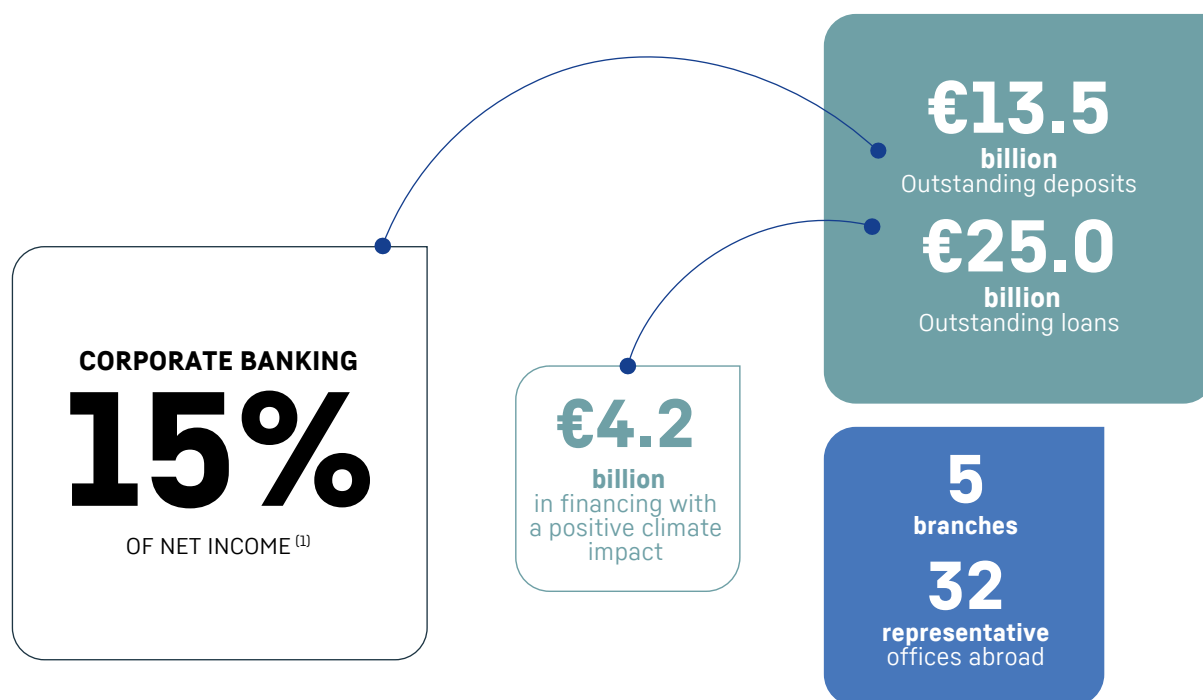 CORPORATE BANKING
15%
OF NET INCOME (1)
€4.2
billion
in financing with
a positive climate
impact
€13.5
billion
Outstanding deposits
€25.0
billion
Outstanding loans
5
branches
32
representative
offices abroad